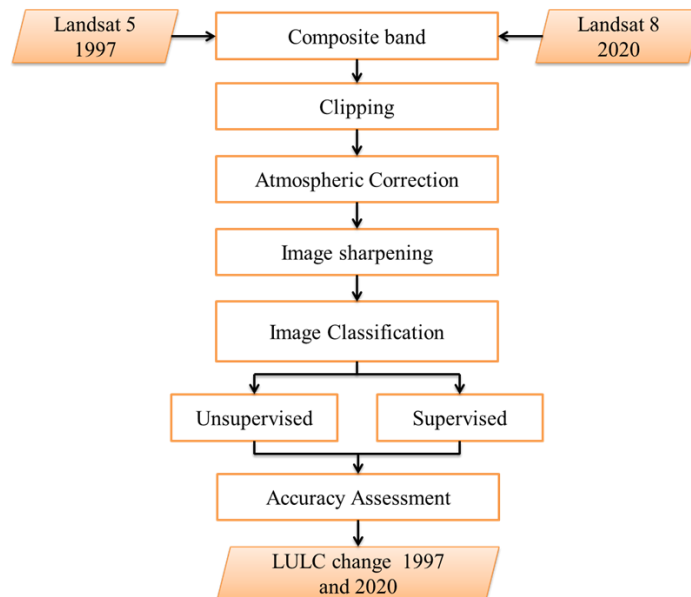 Landsat 5
1997
Composite band
Landsat 8
2020
Clipping
Atmospheric Correction
Image sharpening
Image Classification
Unsupervised
Supervised
Accuracy Assessment
LULC change 1997
and 2020